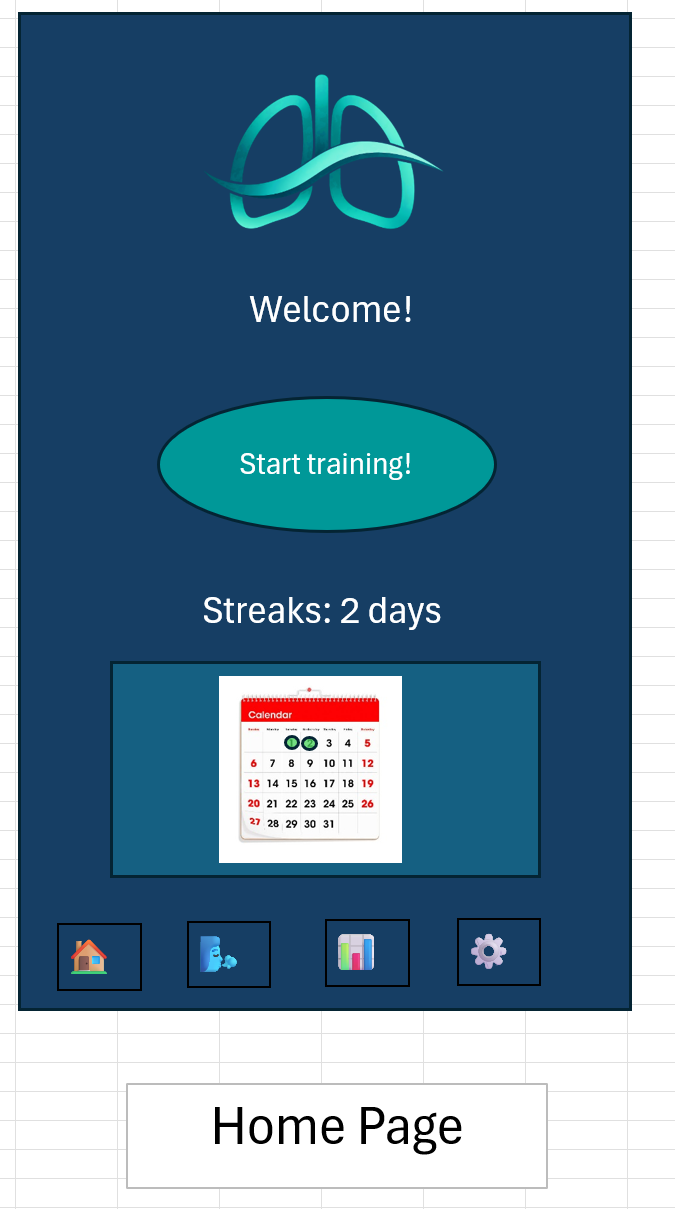 Welcome!
Start training!
Streaks: 2 days
Calendar
1 2 3 4 5
6 7 8 9 10 11 12
13 14 15 16 17 18 19
20 21 22 23 24 25 26
27 28 29 30 31
Home Page